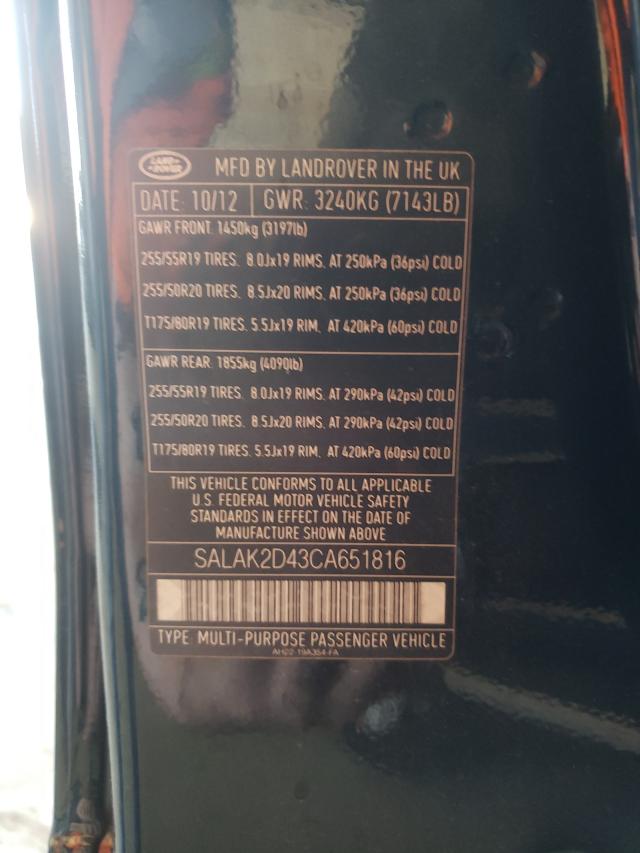 LAND ROVER
MFD BY LANDROVER IN THE UK
DATE: 10/12 GWR: 3240KG (7143LB)
GAWR FRONT: 1450kg (3197lb)
255/55R19 TIRES. 8.0Jx19 RIMS. AT 250kPa (36psi) COLD
255/50R20 TIRES. 8.5Jx20 RIMS. AT 250kPa (36psi) COLD
T175/80R19 TIRES. 5.5Jx19 RIM. AT 420kPa (60psi) COLD
GAWR REAR: 1855kg (4090lb)
255/55R19 TIRES. 8.0Jx19 RIMS. AT 290kPa (42psi) COLD
255/50R20 TIRES. 8.5Jx20 RIMS. AT 290kPa (42psi) COLD
T175/80R19 TIRES. 5.5Jx19 RIM. AT 420kPa (60psi) COLD
THIS VEHICLE CONFORMS TO ALL APPLICABLE
U.S. FEDERAL MOTOR VEHICLE SAFETY
STANDARDS IN EFFECT ON THE DATE OF
MANUFACTURE SHOWN ABOVE
SALAK2D43CA651816
TYPE: MULTI-PURPOSE PASSENGER VEHICLE
AH22-19A354-FA